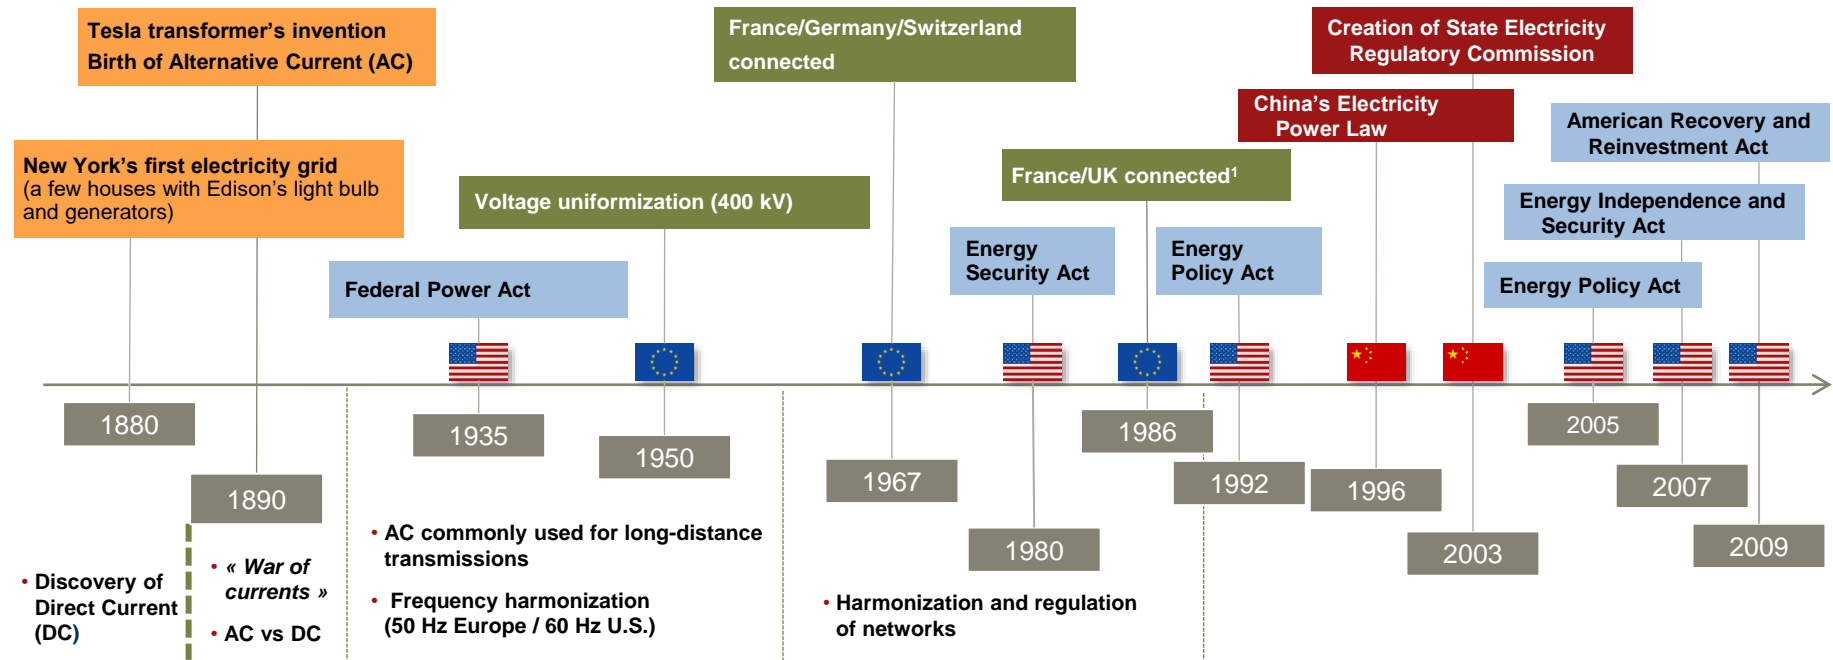 Tesla transformer’s invention
Birth of Alternative Current (AC)
New York’s first electricity grid
(a few houses with Edison’s light bulb
and generators)
Federal Power Act
Voltage uniformization (400 kV)
France/Germany/Switzerland
connected
Energy
Security Act
France/UK connected¹
Energy
Policy Act
China’s Electricity
Power Law
Creation of State Electricity
Regulatory Commission
Energy Policy Act
Energy Independence and
Security Act
American Recovery and
Reinvestment Act
1880
1890
1935
1950
1967
1980
1986
1992
1996
2003
2005
2007
2009
• Discovery of
Direct Current
(DC)
• « War of
currents »
• AC vs DC
• AC commonly used for long-distance
transmissions
• Frequency harmonization
(50 Hz Europe / 60 Hz U.S.)
• Harmonization and regulation
of networks